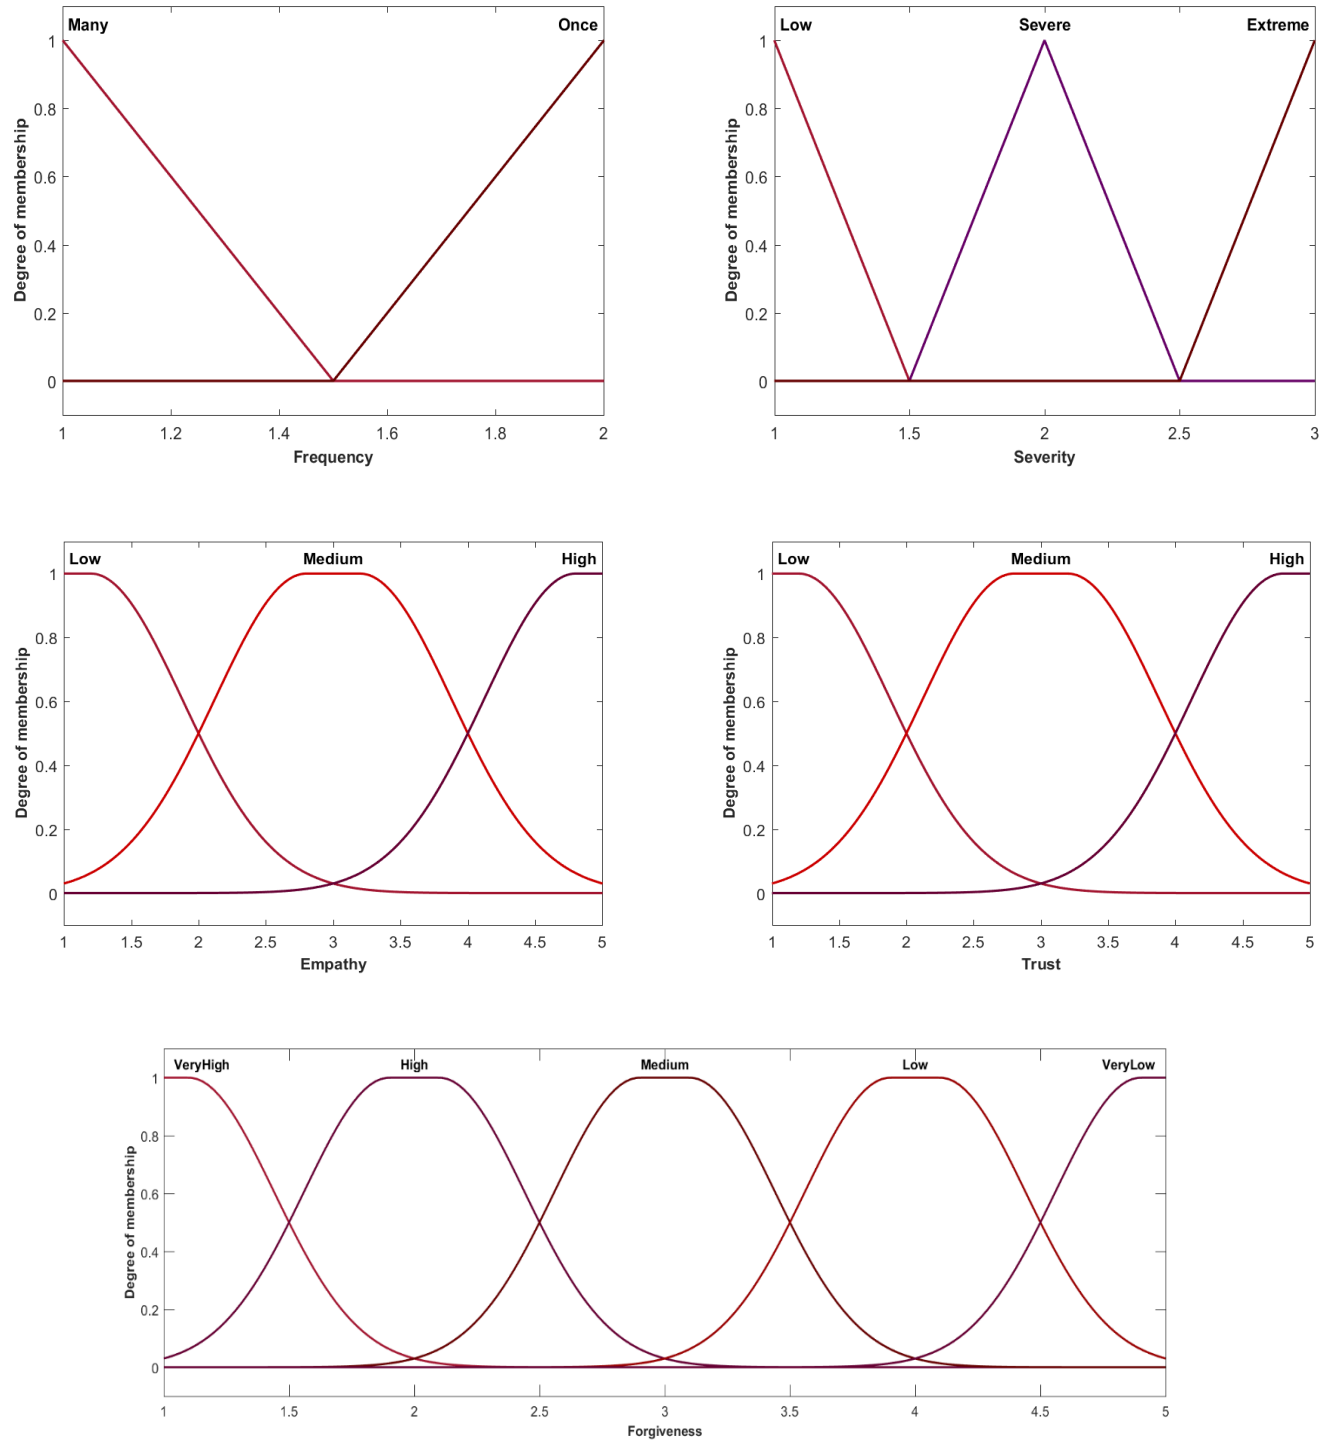 Many Once
1
0.8
0.6
0.4
0.2
0
Degree of membership
1 1.2 1.4 1.6 1.8 2
Frequency
Low Severe Extreme
1
0.8
0.6
0.4
0.2
0
Degree of membership
1 1.5 2 2.5 3
Severity
Low Medium High
1
0.8
0.6
0.4
0.2
0
Degree of membership
1 1.5 2 2.5 3 3.5 4 4.5 5
Empathy
Low Medium High
1
0.8
0.6
0.4
0.2
0
Degree of membership
1 1.5 2 2.5 3 3.5 4 4.5 5
Trust
VeryHigh High Medium Low VeryLow
1
0.8
0.6
0.4
0.2
0
Degree of membership
1 1.5 2 2.5 3 3.5 4 4.5 5
Forgiveness